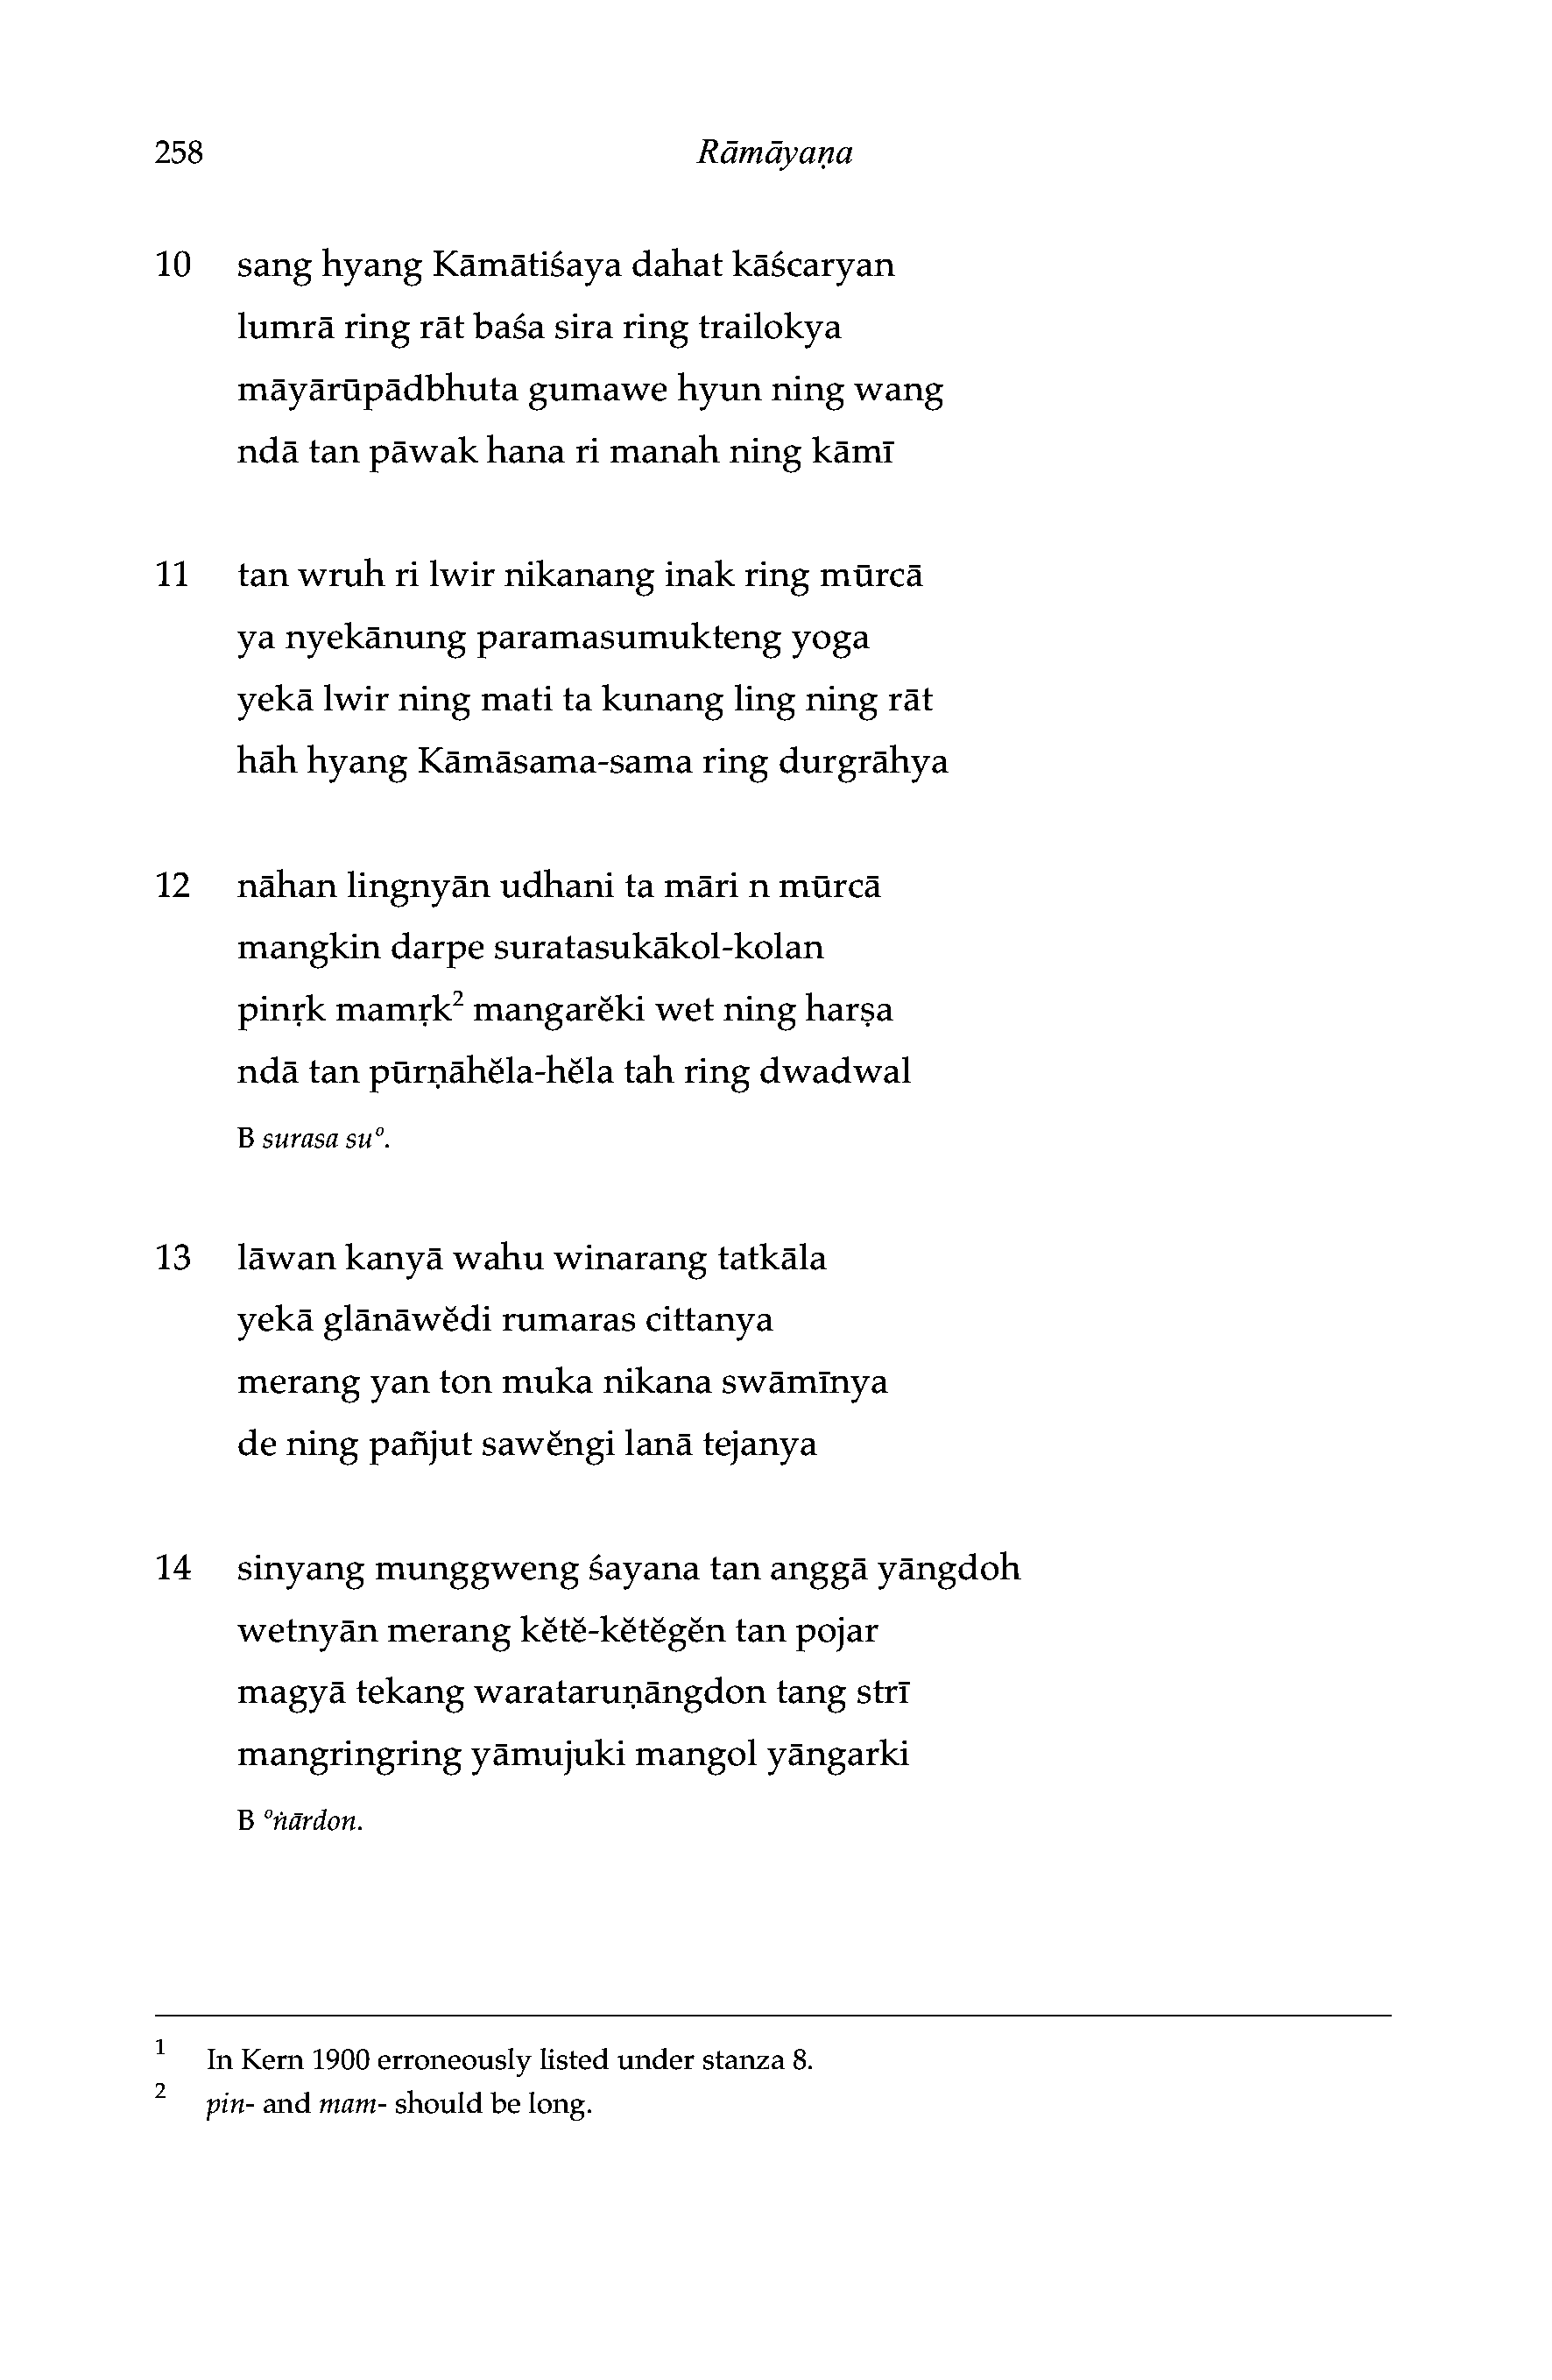 258 Rāmāyaṇa
10 sang hyang Kāmātiśaya dahat kāścaryan
lumrā ring rāt baśa sira ring trailokya
māyārūpādbhuta gumawe hyun ning wang
ndā tan pāwak hana ri manah ning kāmī
11 tan wruh ri lwir nikanang inak ring mūrcā
ya nyekānung paramasumukteng yoga
yekā lwir ning mati ta kunang ling ning rāt
hāh hyang Kāmāsama-sama ring durgrāhya
12 nāhan lingnyān udhani ta māri n mūrcā
mangkin darpe suratasukākol-kolan
pinṛk mamṛk² mangarĕki wet ning harṣa
ndā tan pūrṇāhĕla-hĕla tah ring dwadwal
B surasa suº.
13 lāwan kanyā wahu winarang tatkāla
yekā glānāwĕdi rumaras cittanya
merang yan ton muka nikana swāmīnya
de ning pañjut sawĕngi lanā tejanya
14 sinyang munggweng śayana tan anggā yāngdoh
wetnyān merang kĕtĕ-kĕtĕgĕn tan pojar
magyā tekang warataruṇāngdon tang strī
mangringring yāmujuki mangol yāngarki
B ºṅārdon.
1 In Kern 1900 erroneously listed under stanza 8.
2 pin- and mam- should be long.